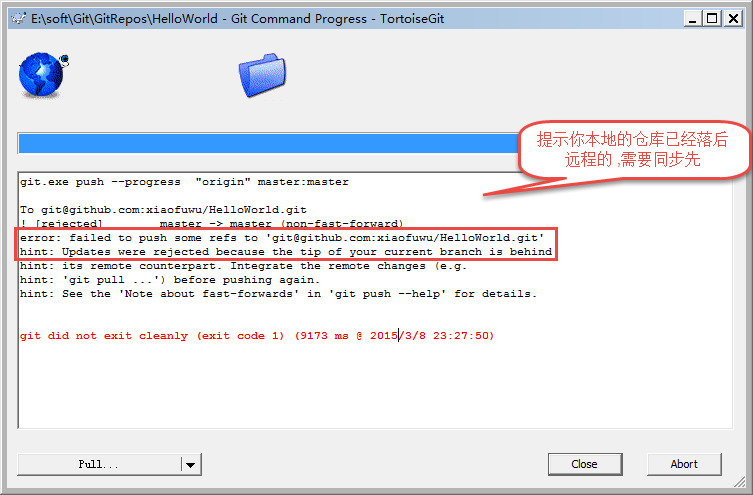 E:\soft\Git\GitRepos\HelloWorld - Git Command Progress - TortoiseGit
提示你本地的仓库已经落后
远程的 ,需要同步先
git.exe push --progress  "origin" master:master
To git@github.com:xiaofuwu/HelloWorld.git
! [rejected]        master -> master (non-fast-forward)
error: failed to push some refs to 'git@github.com:xiaofuwu/HelloWorld.git'
hint: Updates were rejected because the tip of your current branch is behind
hint: its remote counterpart. Integrate the remote changes (e.g.
hint: 'git pull ...') before pushing again.
hint: See the 'Note about fast-forwards' in 'git push --help' for details.
git did not exit cleanly (exit code 1) (9173 ms @ 2015/3/8 23:27:50)
Pull...
Close
Abort